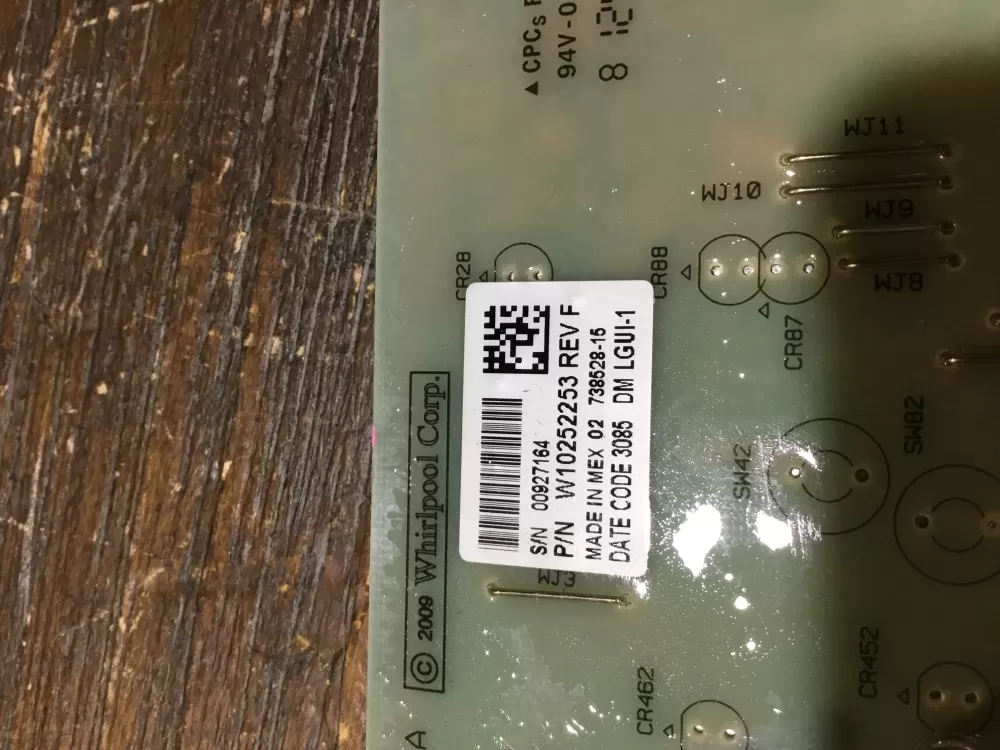 ▲ CPCs
94V-0
8
WJ11
WJ10
WJ9
WJ8
CR28
CR88
CR87
S/N 00927164
P/N W10252253 REV F
MADE IN MEX 02 738528-15
DATE CODE 3085 DM LGUI-1
© 2009 Whirlpool Corp.
SW42
SW82
WJ3
CR462
CR452
A